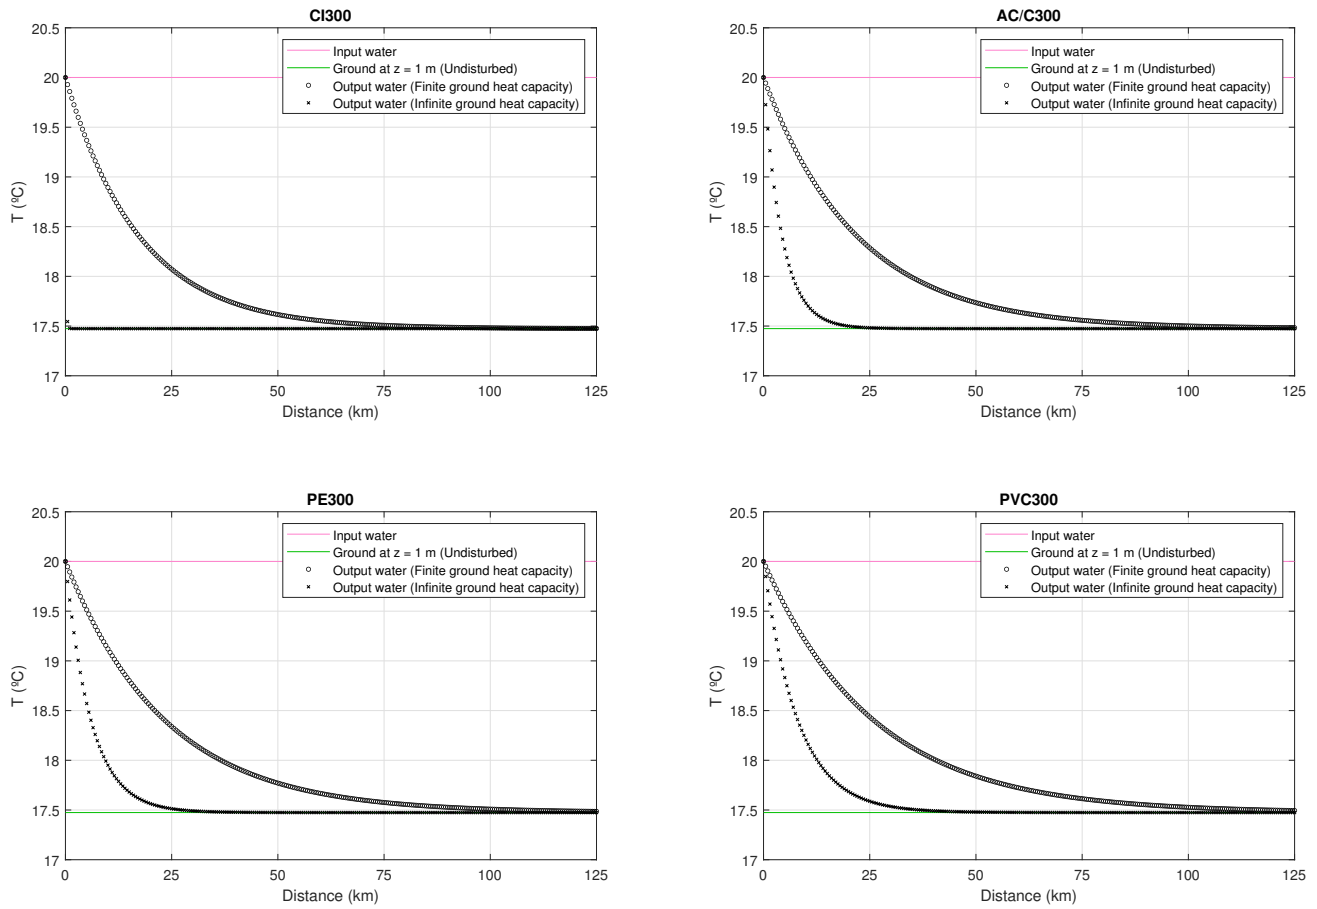 CI300
20.5
20
19.5
19
18.5
18
17.5
17
T (ºC)
0 25 50 75 100 125
Distance (km)
Input water
Ground at z = 1 m (Undisturbed)
Output water (Finite ground heat capacity)
Output water (Infinite ground heat capacity)
AC/C300
20.5
20
19.5
19
18.5
18
17.5
17
T (ºC)
0 25 50 75 100 125
Distance (km)
Input water
Ground at z = 1 m (Undisturbed)
Output water (Finite ground heat capacity)
Output water (Infinite ground heat capacity)
PE300
20.5
20
19.5
19
18.5
18
17.5
17
T (ºC)
0 25 50 75 100 125
Distance (km)
Input water
Ground at z = 1 m (Undisturbed)
Output water (Finite ground heat capacity)
Output water (Infinite ground heat capacity)
PVC300
20.5
20
19.5
19
18.5
18
17.5
17
T (ºC)
0 25 50 75 100 125
Distance (km)
Input water
Ground at z = 1 m (Undisturbed)
Output water (Finite ground heat capacity)
Output water (Infinite ground heat capacity)